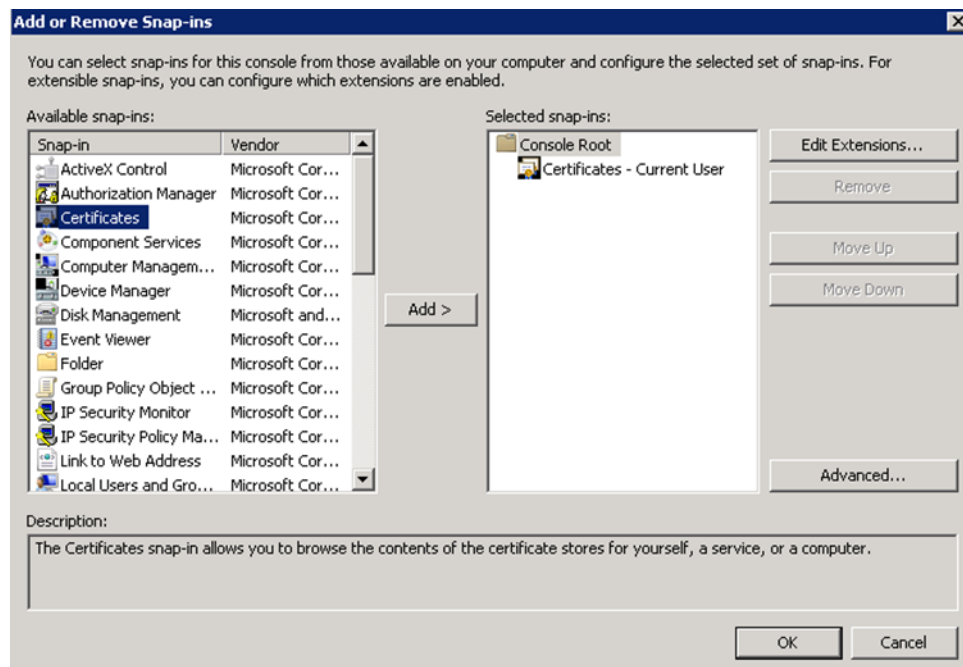 Add or Remove Snap-ins
You can select snap-ins for this console from those available on your computer and configure the selected set of snap-ins. For
extensible snap-ins, you can configure which extensions are enabled.
Available snap-ins:
Selected snap-ins:
Snap-in Vendor
ActiveX Control Microsoft Cor...
Authorization Manager Microsoft Cor...
Certificates Microsoft Cor...
Component Services Microsoft Cor...
Computer Managem... Microsoft Cor...
Device Manager Microsoft Cor...
Disk Management Microsoft and...
Event Viewer Microsoft Cor...
Folder Microsoft Cor...
Group Policy Object ... Microsoft Cor...
IP Security Monitor Microsoft Cor...
IP Security Policy Ma... Microsoft Cor...
Link to Web Address Microsoft Cor...
Local Users and Gro... Microsoft Cor...
Add >
Console Root
Certificates - Current User
Edit Extensions...
Remove
Move Up
Move Down
Advanced...
Description:
The Certificates snap-in allows you to browse the contents of the certificate stores for yourself, a service, or a computer.
OK
Cancel